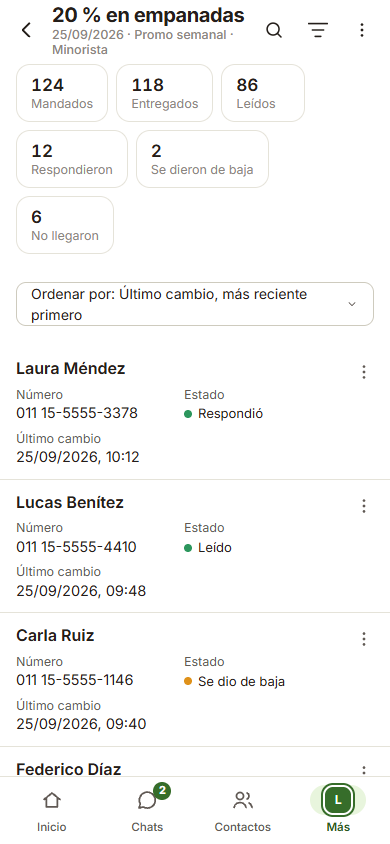 20 % en empanadas
25/09/2026 · Promo semanal ·
Minorista
124
Mandados
118
Entregados
86
Leídos
12
Respondieron
2
Se dieron de baja
6
No llegaron
Ordenar por: Último cambio, más reciente
primero
Laura Méndez
Número
Estado
011 15-5555-3378
Respondió
Último cambio
25/09/2026, 10:12
Lucas Benítez
Número
Estado
011 15-5555-4410
Leído
Último cambio
25/09/2026, 09:48
Carla Ruiz
Número
Estado
011 15-5555-1146
Se dio de baja
Último cambio
25/09/2026, 09:40
Federico Díaz
2
L
Inicio
Chats
Contactos
Más